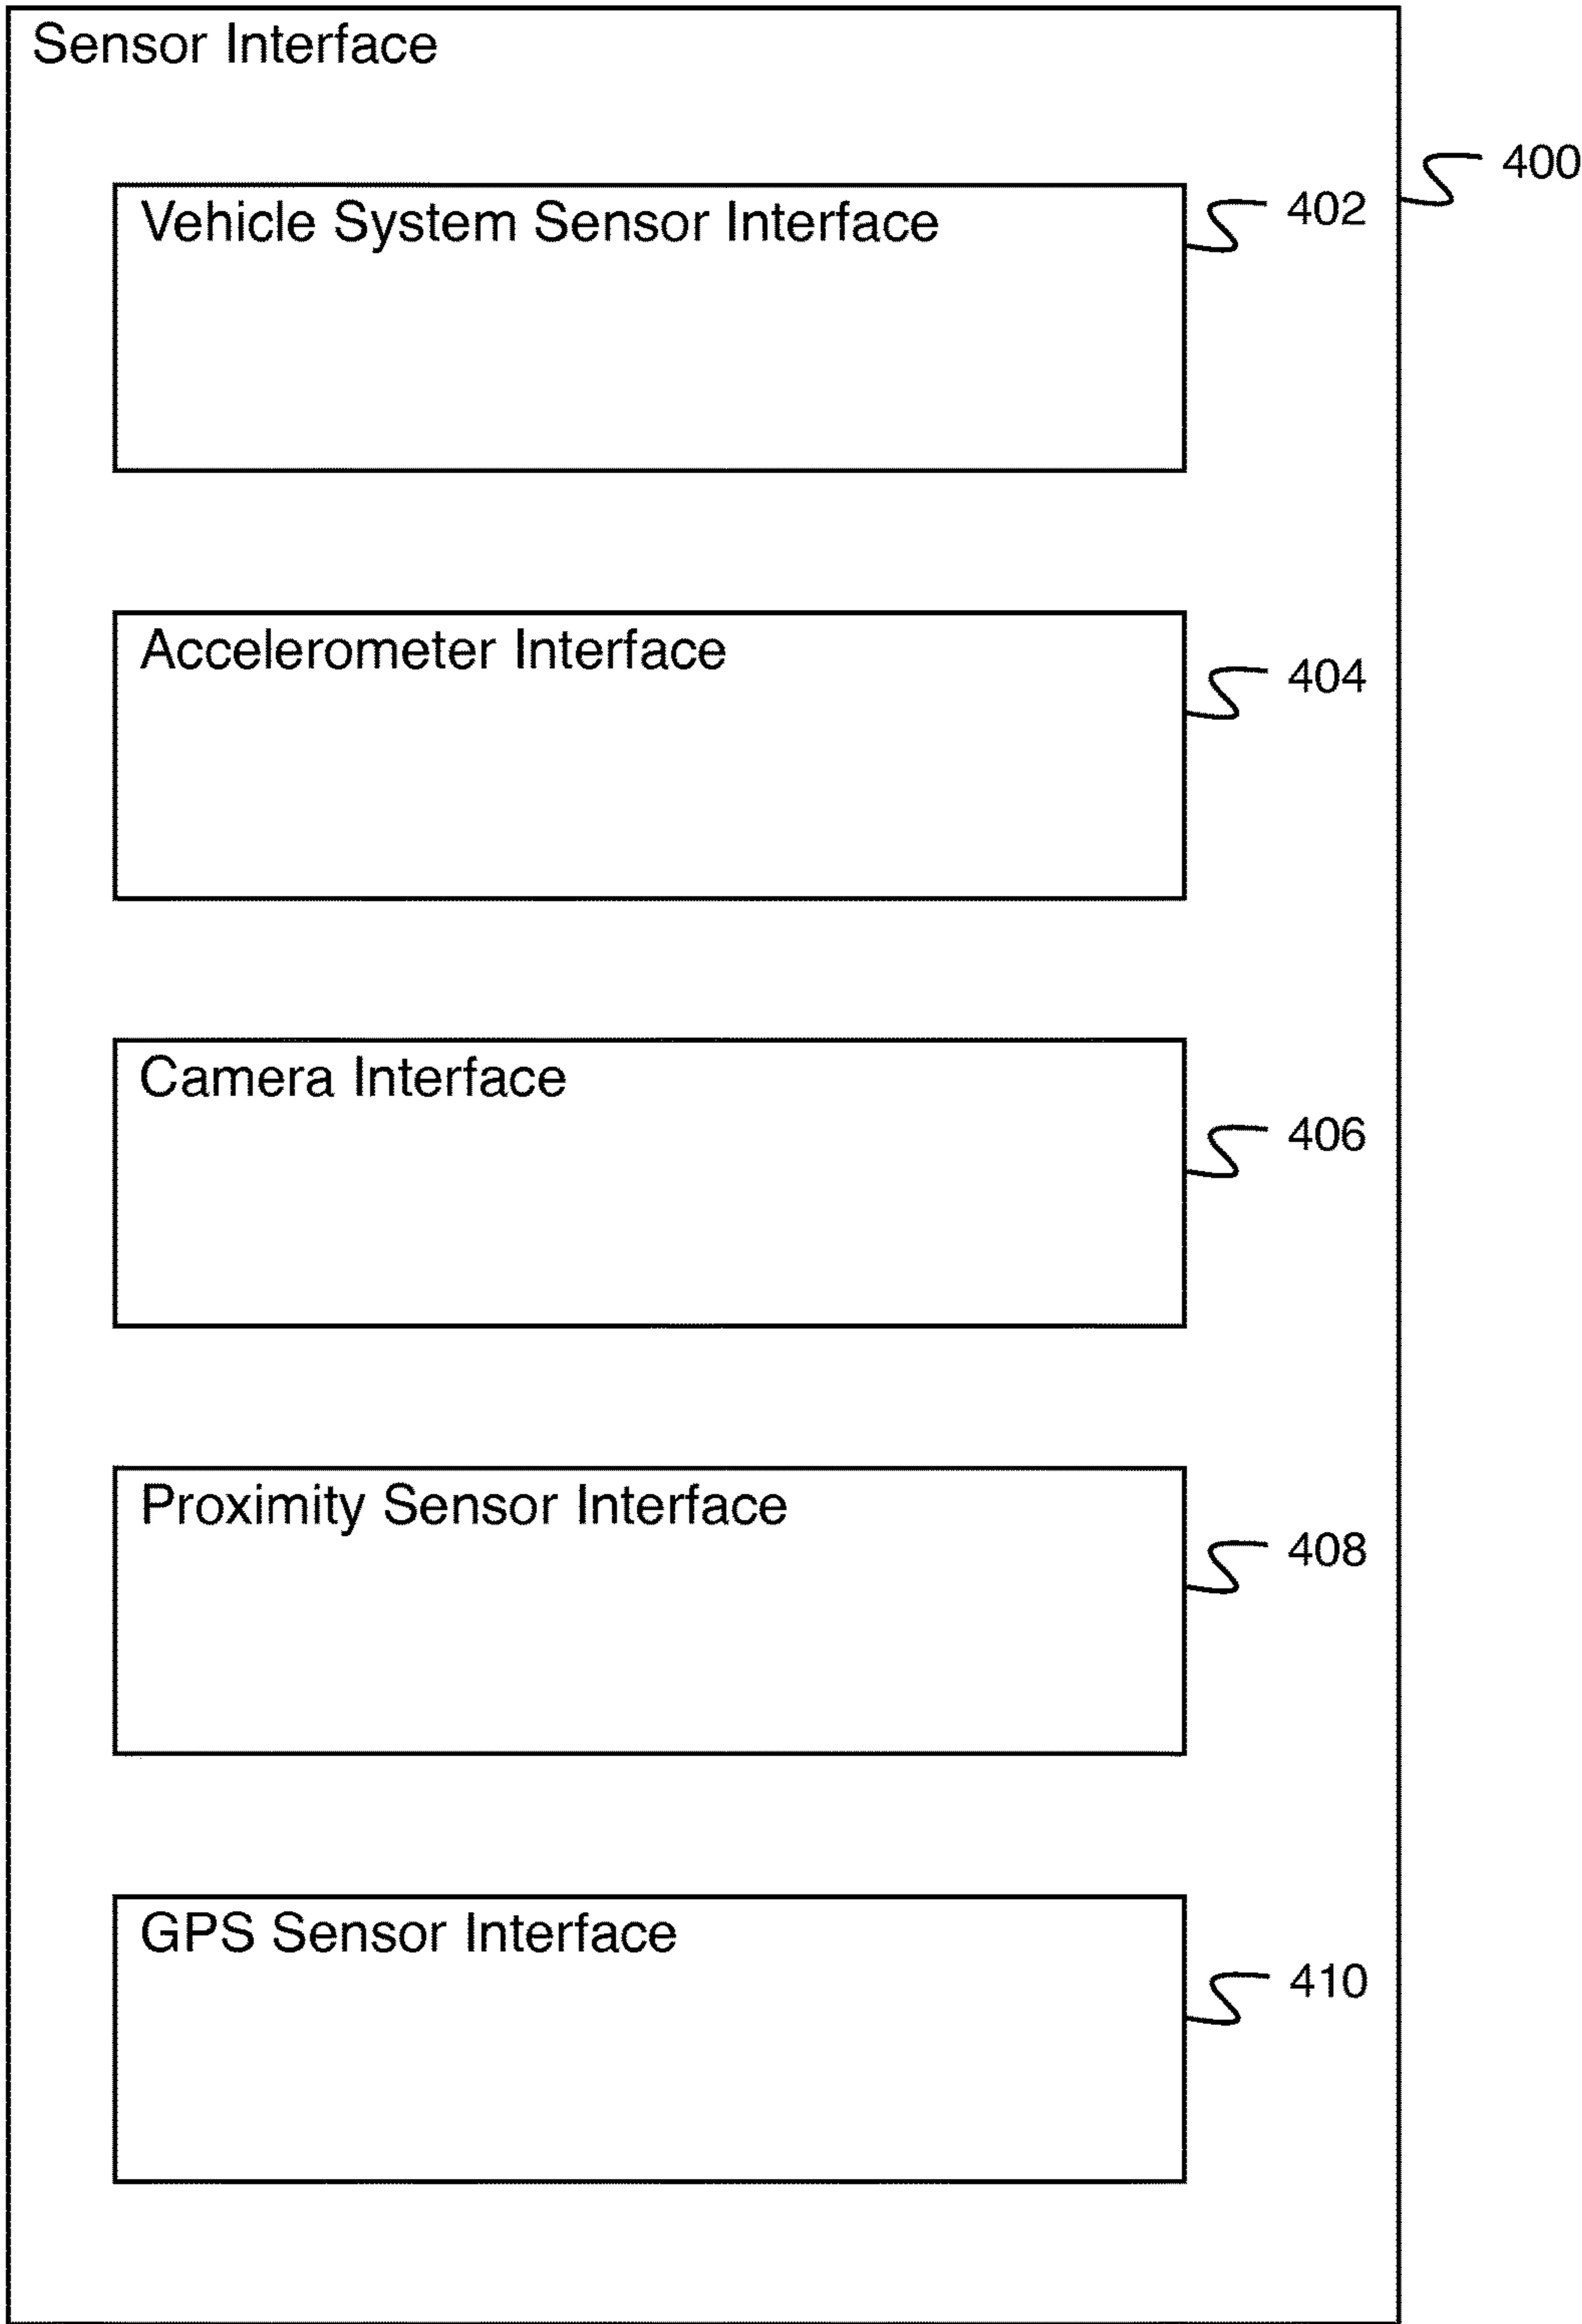 Sensor Interface
400
Vehicle System Sensor Interface
402
Accelerometer Interface
404
Camera Interface
406
Proximity Sensor Interface
408
GPS Sensor Interface
410